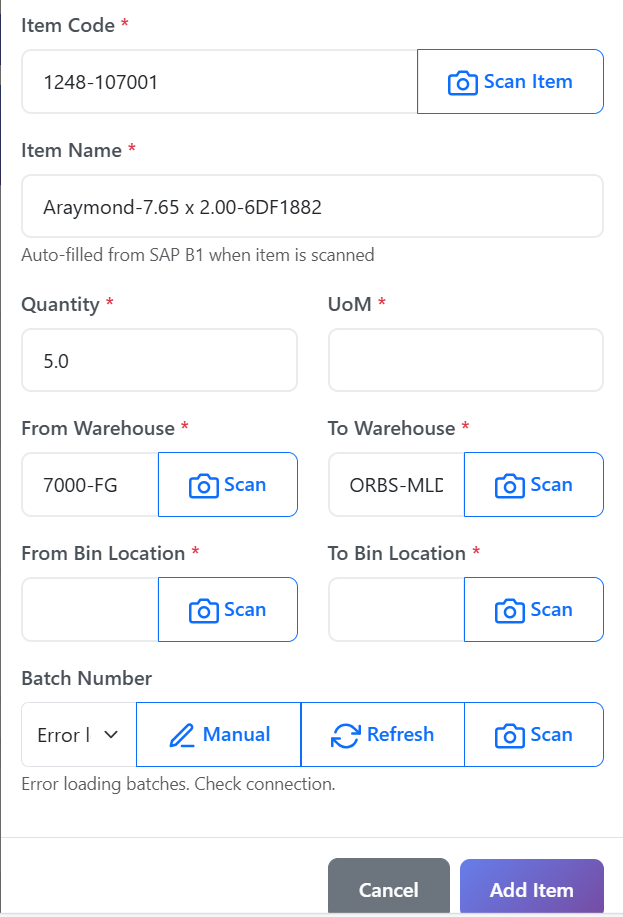 Item Code *
1248-107001 Scan Item
Item Name *
Araymond-7.65 x 2.00-6DF1882
Auto-filled from SAP B1 when item is scanned
Quantity * UoM *
5.0
From Warehouse * To Warehouse *
7000-FG Scan ORBS-MLD Scan
From Bin Location * To Bin Location *
Scan Scan
Batch Number
Error l Manual Refresh Scan
Error loading batches. Check connection.
Cancel Add Item